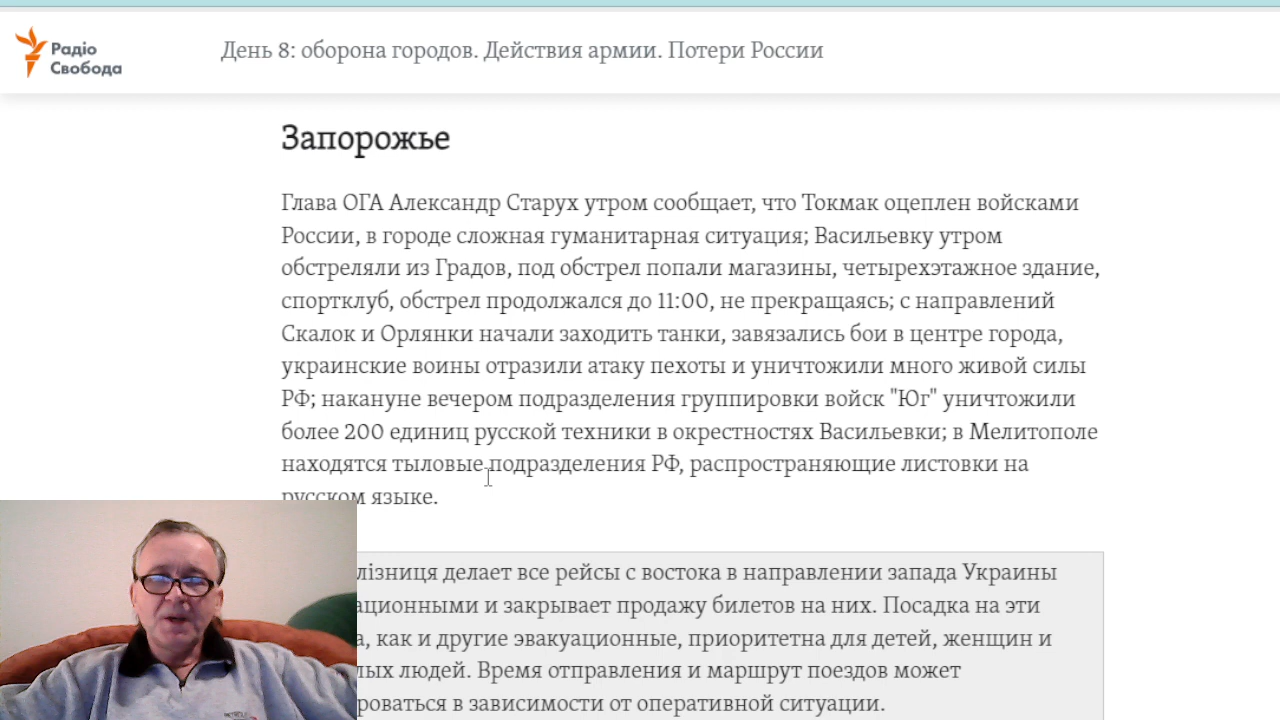 Радіо
Свобода
День 8: оборона городов. Действия армии. Потери России
Запорожье
Глава ОГА Александр Старух утром сообщает, что Токмак оцеплен войсками
России, в городе сложная гуманитарная ситуация; Васильевку утром
обстреляли из Градов, под обстрел попали магазины, четырехэтажное здание,
спортклуб, обстрел продолжался до 11:00, не прекращаясь; с направлений
Скалок и Орлянки начали заходить танки, завязались бои в центре города,
украинские воины отразили атаку пехоты и уничтожили много живой силы
РФ; накануне вечером подразделения группировки войск "Юг" уничтожили
более 200 единиц русской техники в окрестностях Васильевки; в Мелитополе
находятся тыловые подразделения РФ, распространяющие листовки на
русском языке.
лізниця делает все рейсы с востока в направлении запада Украины
ационными и закрывает продажу билетов на них. Посадка на эти
а, как и другие эвакуационные, приоритетна для детей, женщин и
лых людей. Время отправления и маршрут поездов может
роваться в зависимости от оперативной ситуации.